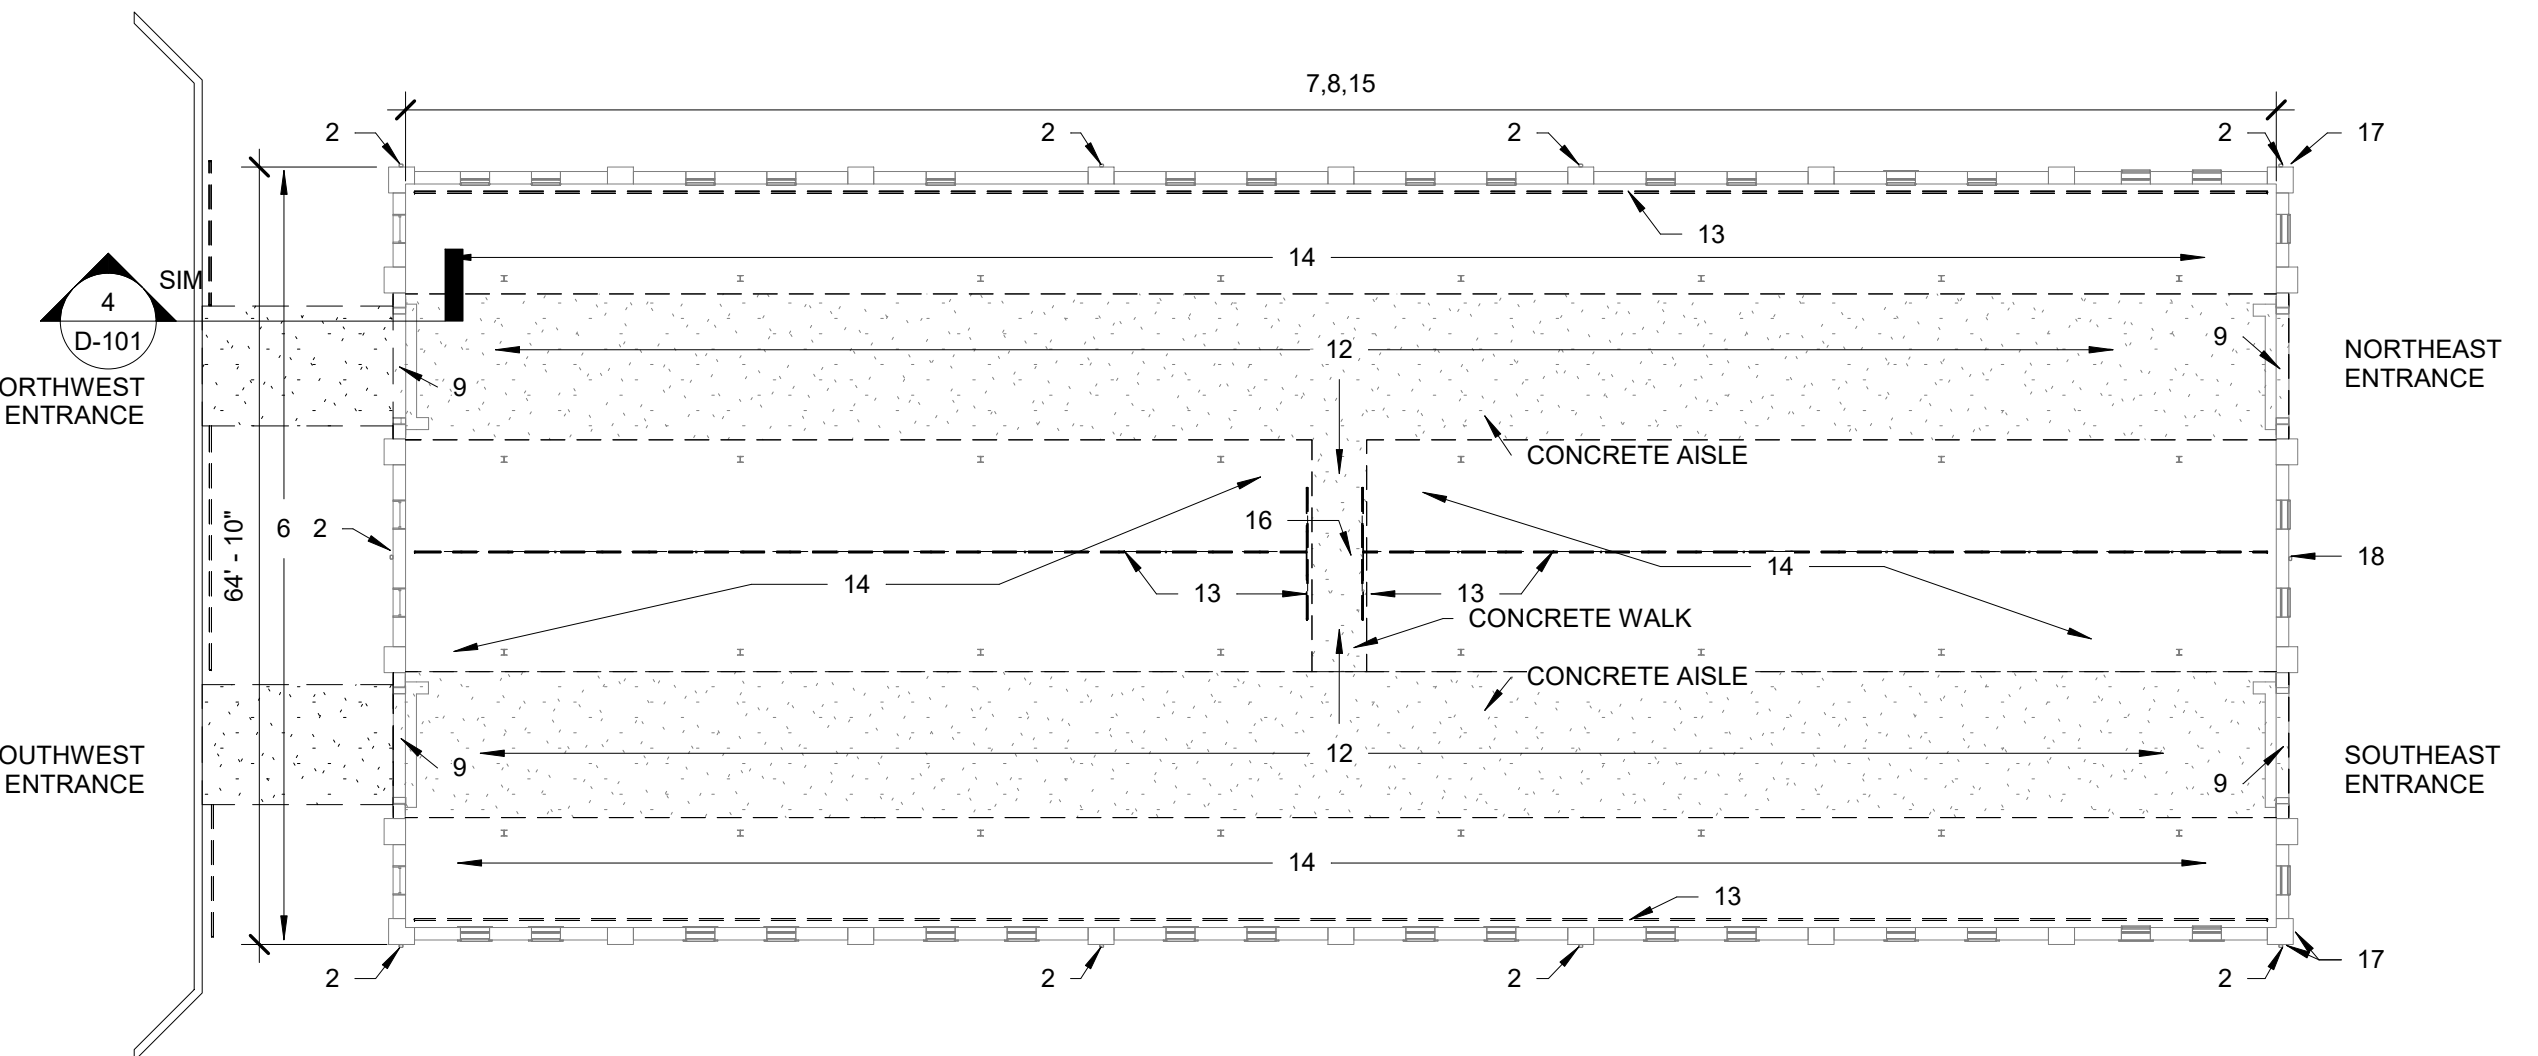 7,8,15
2
2
2
2
17
13
14
SIM
4
D-101
12
9
NORTHEAST
ENTRANCE
ORTHWEST
ENTRANCE
9
CONCRETE AISLE
16
64' - 10"
6
2
18
14
14
13
13
CONCRETE WALK
CONCRETE AISLE
OUTHWEST
ENTRANCE
9
12
SOUTHEAST
ENTRANCE
9
14
13
17
2
2
2
2